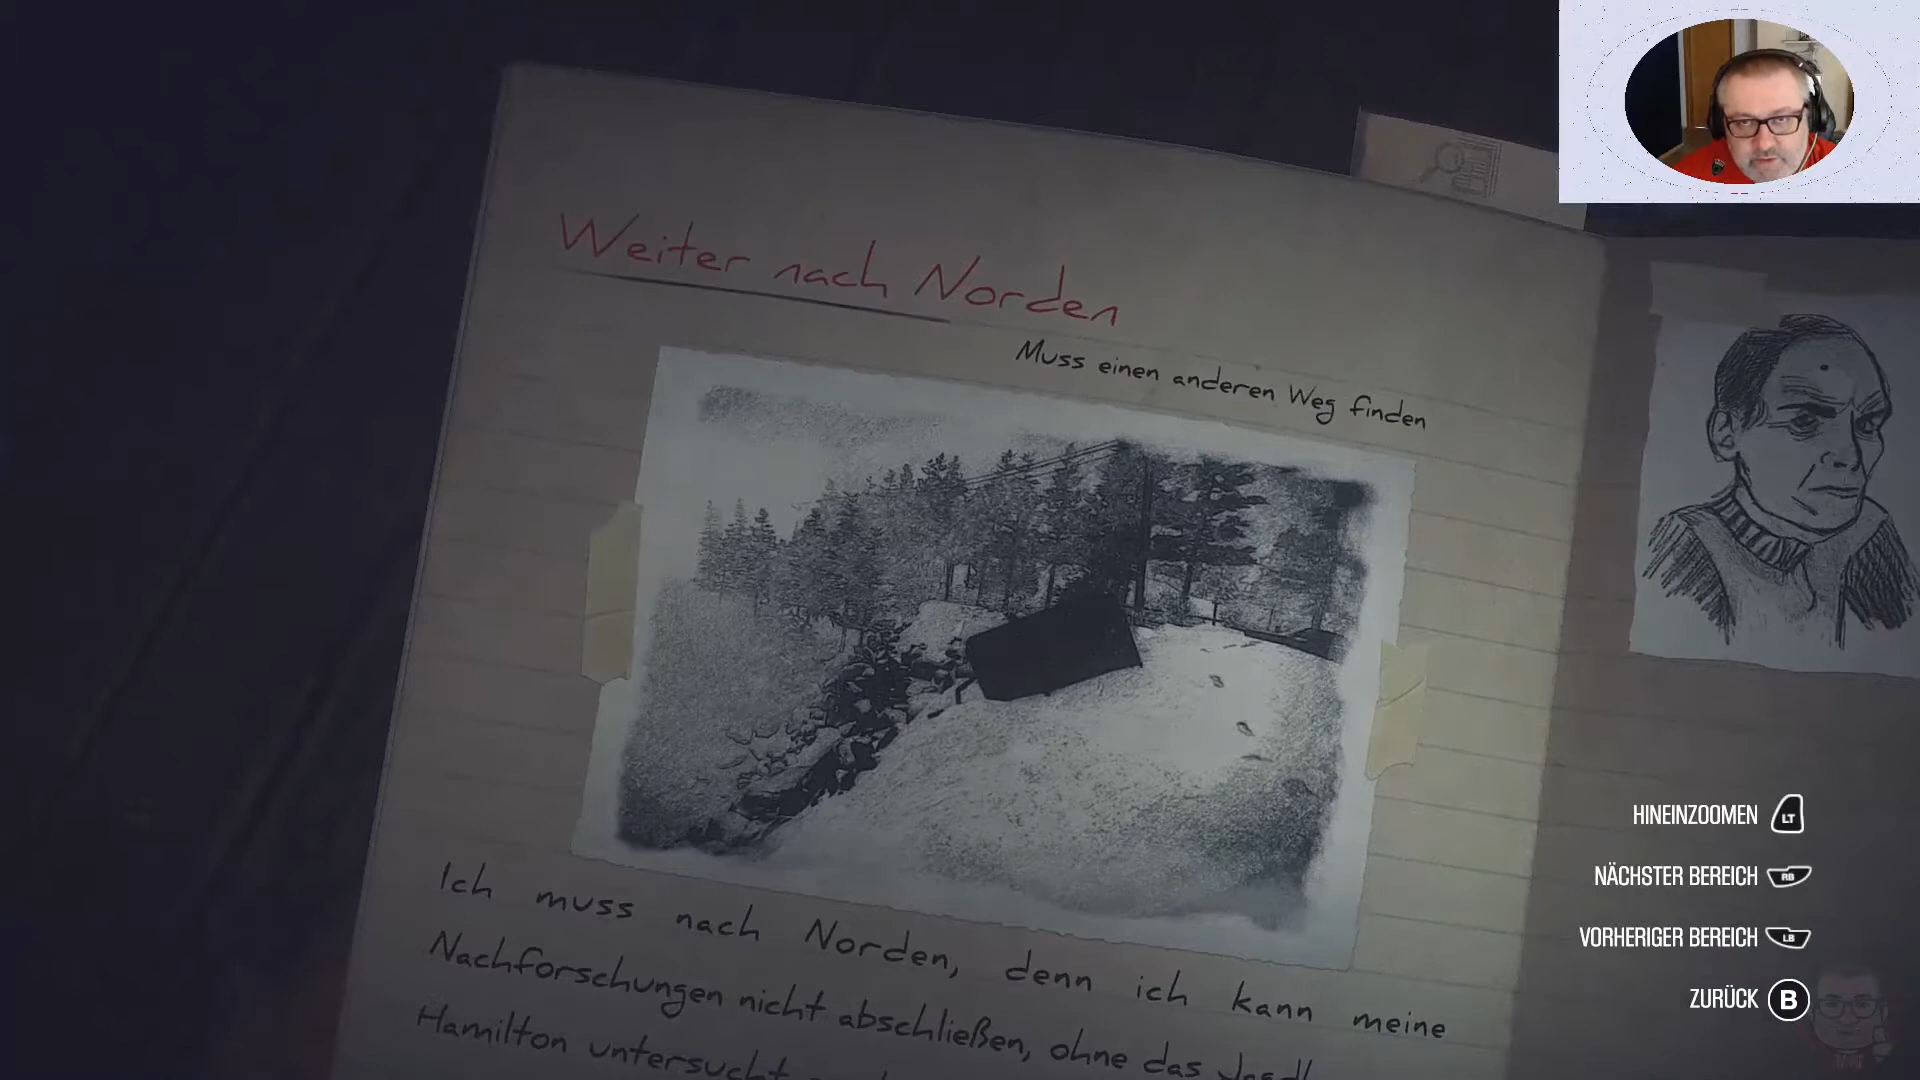 Weiter nach Norden
Muss einen anderen Weg finden
Ich muss nach Norden, denn ich kann meine
Nachforschungen nicht abschließen, ohne das
Hamilton untersucht
HINEINZOOMEN LT
NÄCHSTER BEREICH RB
VORHERIGER BEREICH LB
ZURÜCK B